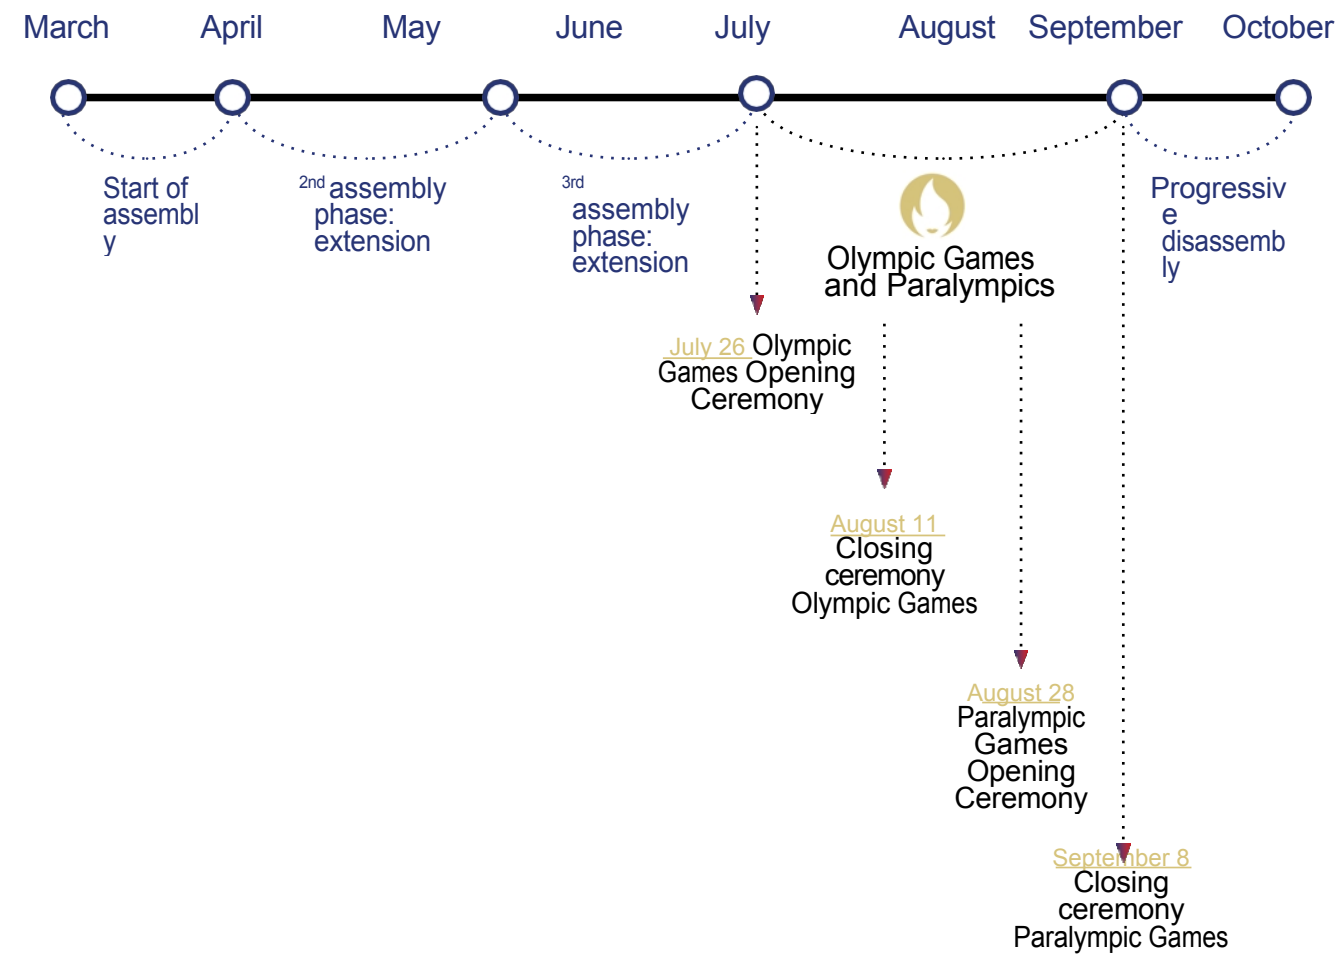 March April May June July August September October
Start of
assembl
y
2nd assembly
phase:
extension
3rd
assembly
phase:
extension
Olympic Games
and Paralympics
Progressiv
e
disassemb
ly
July 26 Olympic
Games Opening
Ceremony
August 11
Closing
ceremony
Olympic Games
August 28
Paralympic
Games
Opening
Ceremony
September 8
Closing
ceremony
Paralympic Games